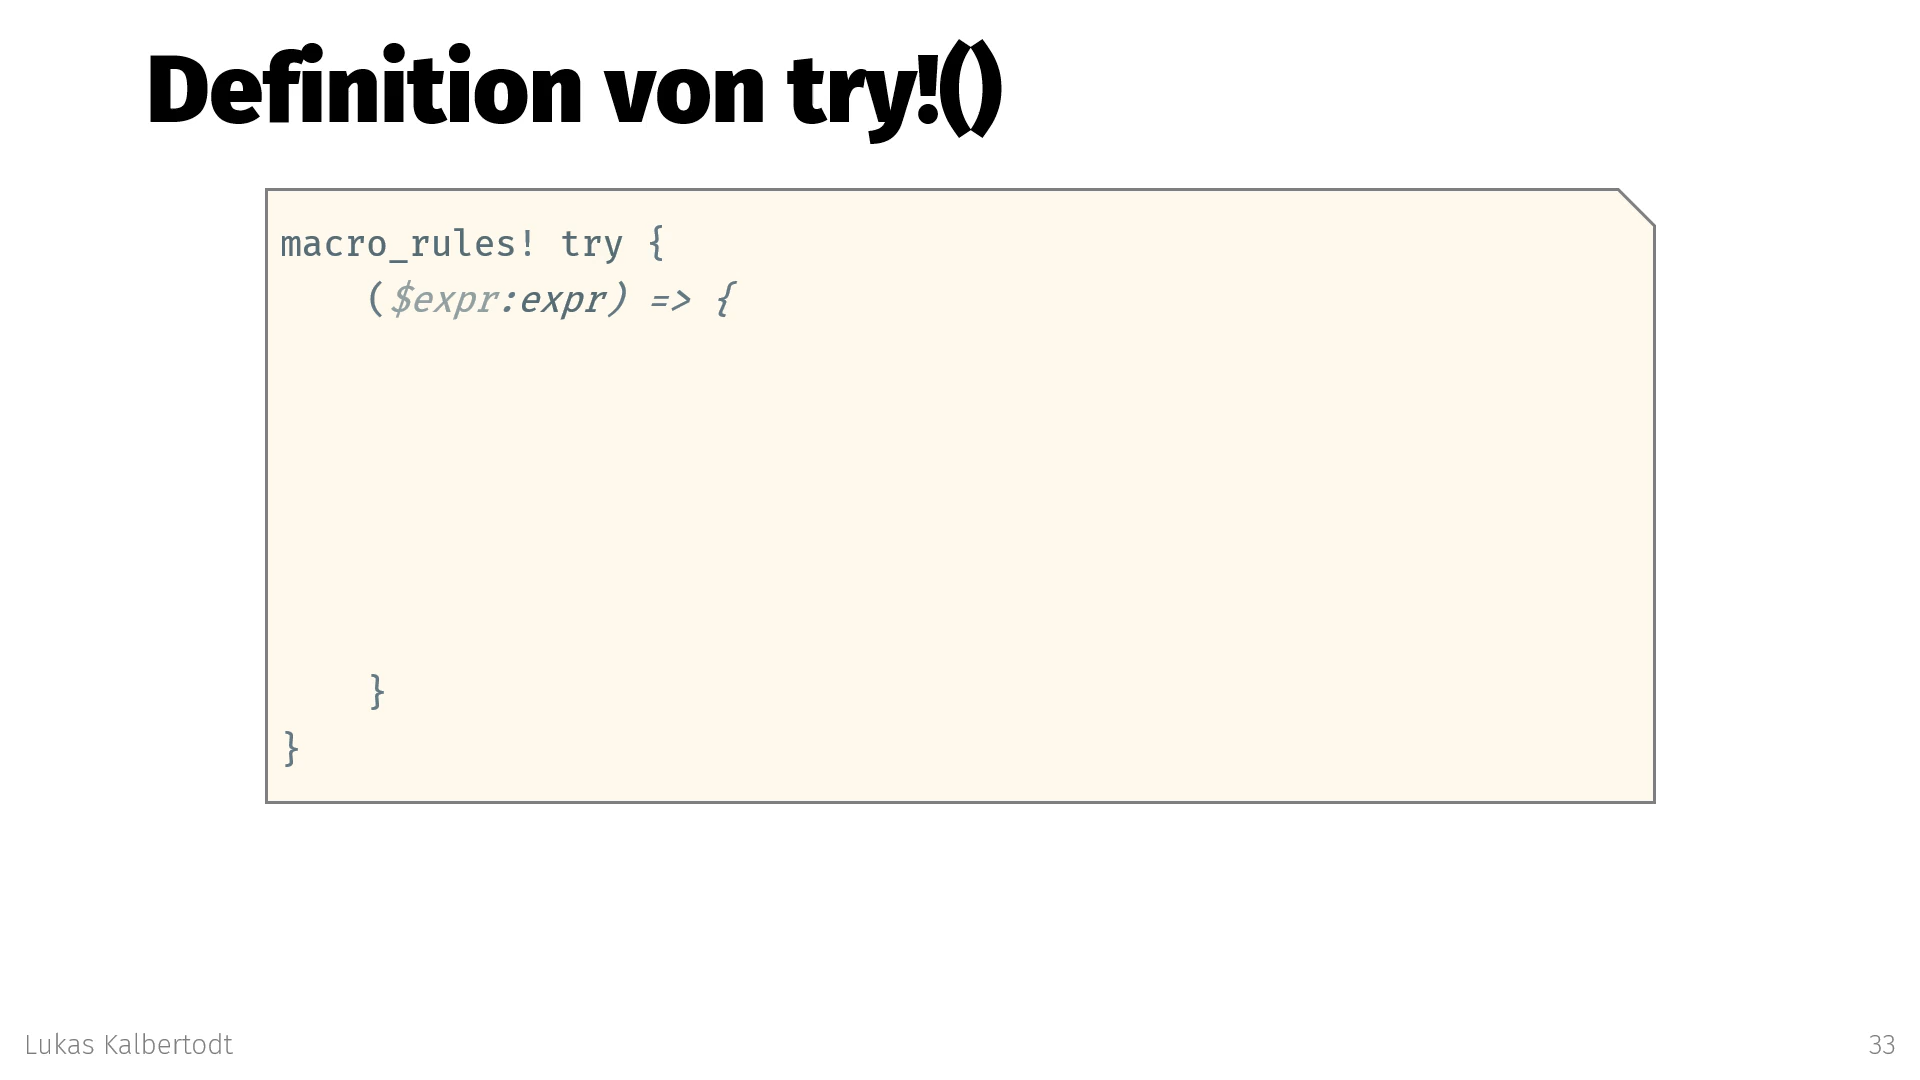 Definition von try!()
macro_rules! try {
    ($expr:expr) => {
    }
}
Lukas Kalbertodt
33